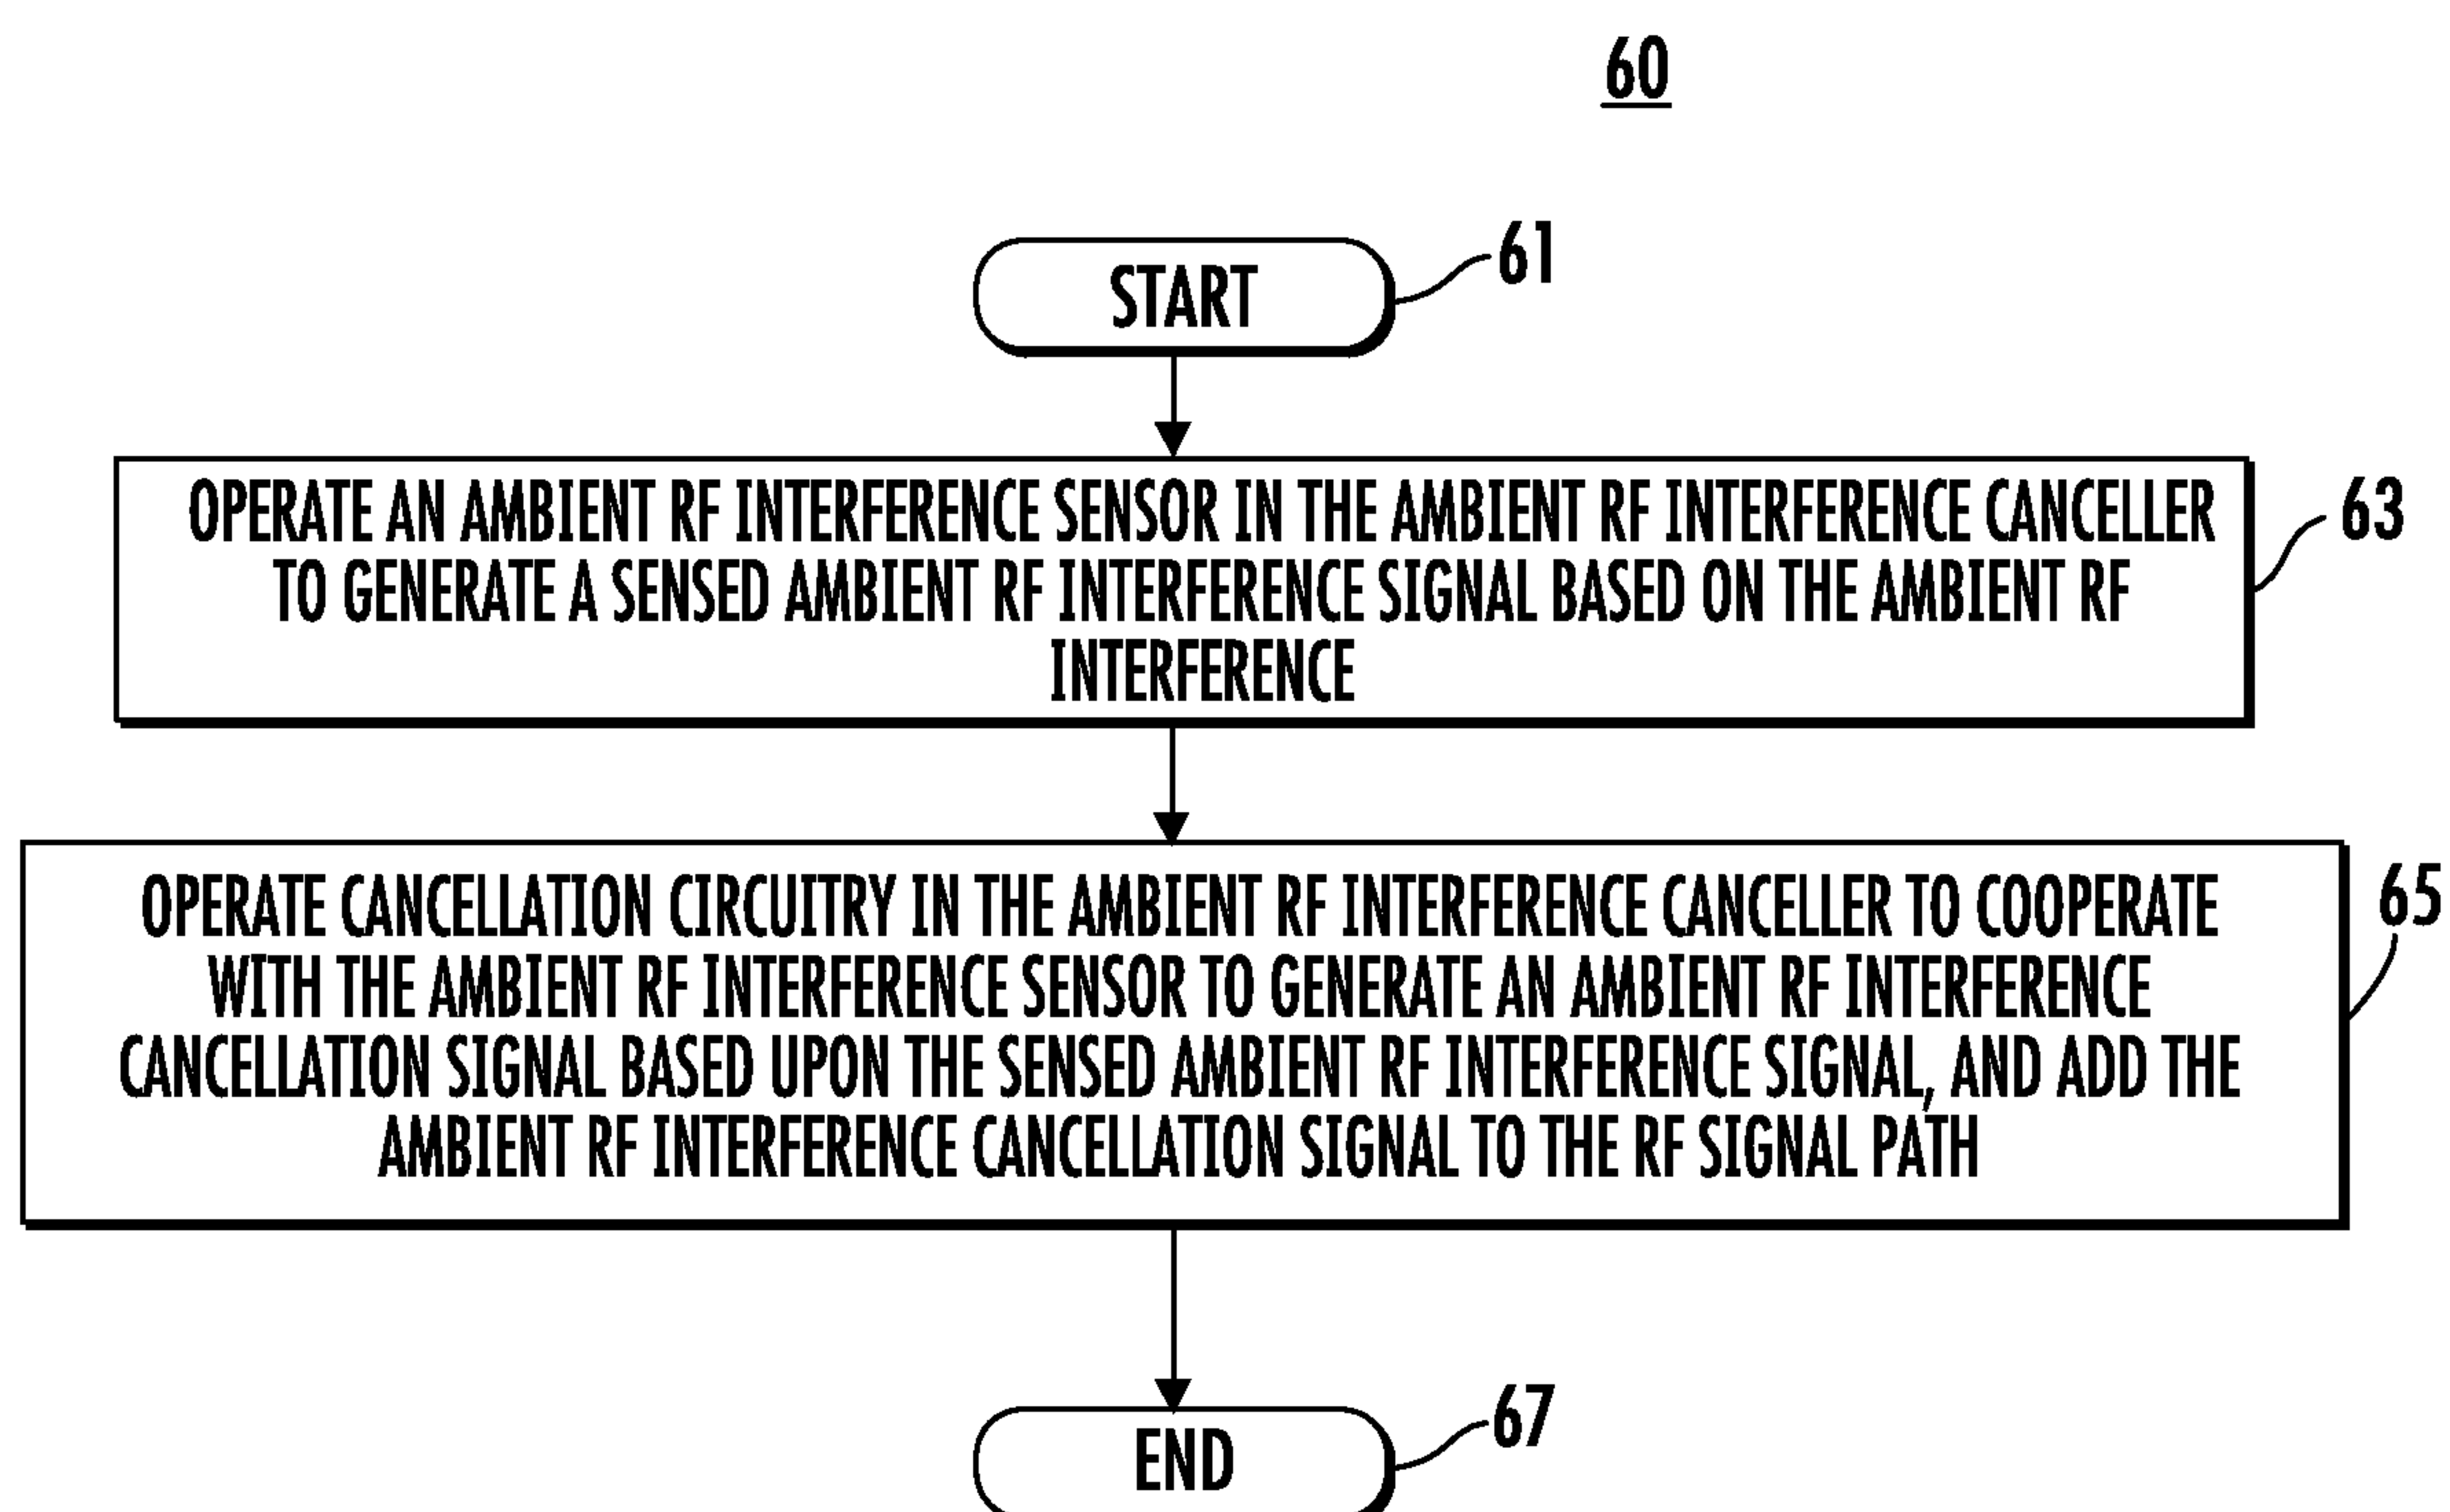 60
START
61
OPERATE AN AMBIENT RF INTERFERENCE SENSOR IN THE AMBIENT RF INTERFERENCE CANCELLER
TO GENERATE A SENSED AMBIENT RF INTERFERENCE SIGNAL BASED ON THE AMBIENT RF
INTERFERENCE
63
OPERATE CANCELLATION CIRCUITRY IN THE AMBIENT RF INTERFERENCE CANCELLER TO COOPERATE
WITH THE AMBIENT RF INTERFERENCE SENSOR TO GENERATE AN AMBIENT RF INTERFERENCE
CANCELLATION SIGNAL BASED UPON THE SENSED AMBIENT RF INTERFERENCE SIGNAL, AND ADD THE
AMBIENT RF INTERFERENCE CANCELLATION SIGNAL TO THE RF SIGNAL PATH
65
END
67